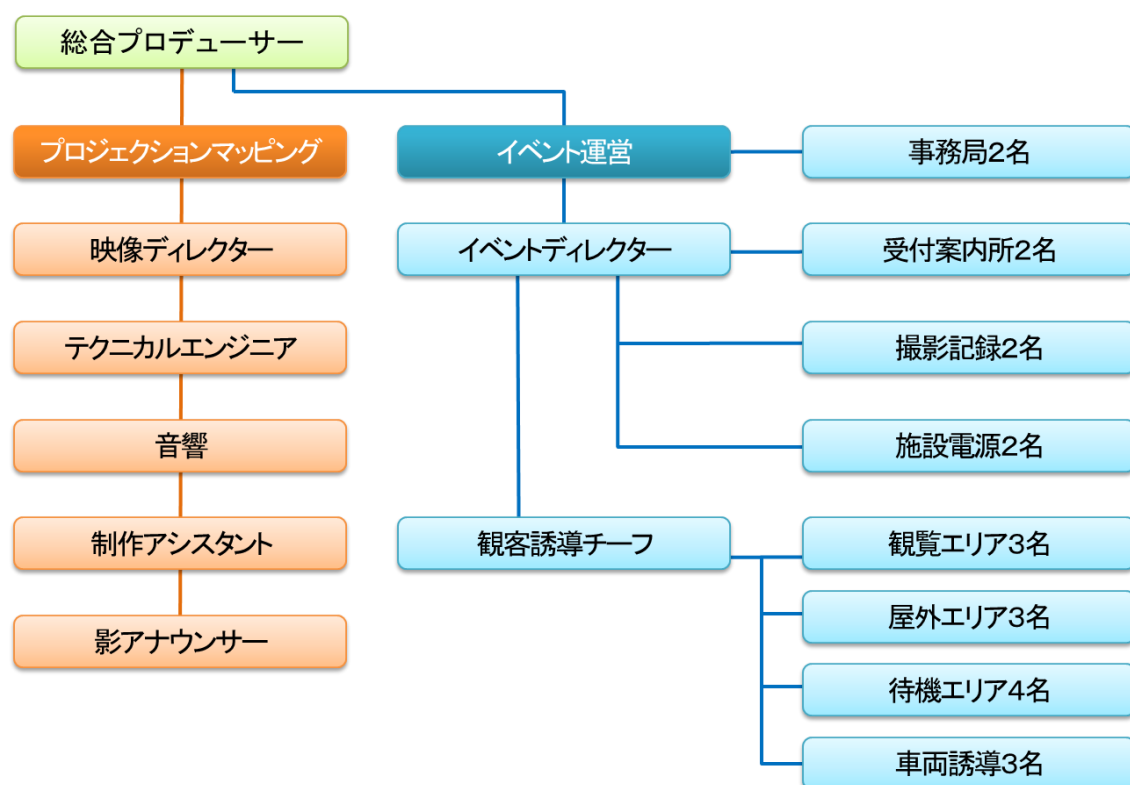 総合プロデューサー
プロジェクションマッピング
イベント運営
事務局2名
映像ディレクター
イベントディレクター
受付案内所2名
テクニカルエンジニア
撮影記録2名
音響
施設電源2名
制作アシスタント
観客誘導チーフ
観覧エリア3名
屋外エリア3名
影アナウンサー
待機エリア4名
車両誘導3名